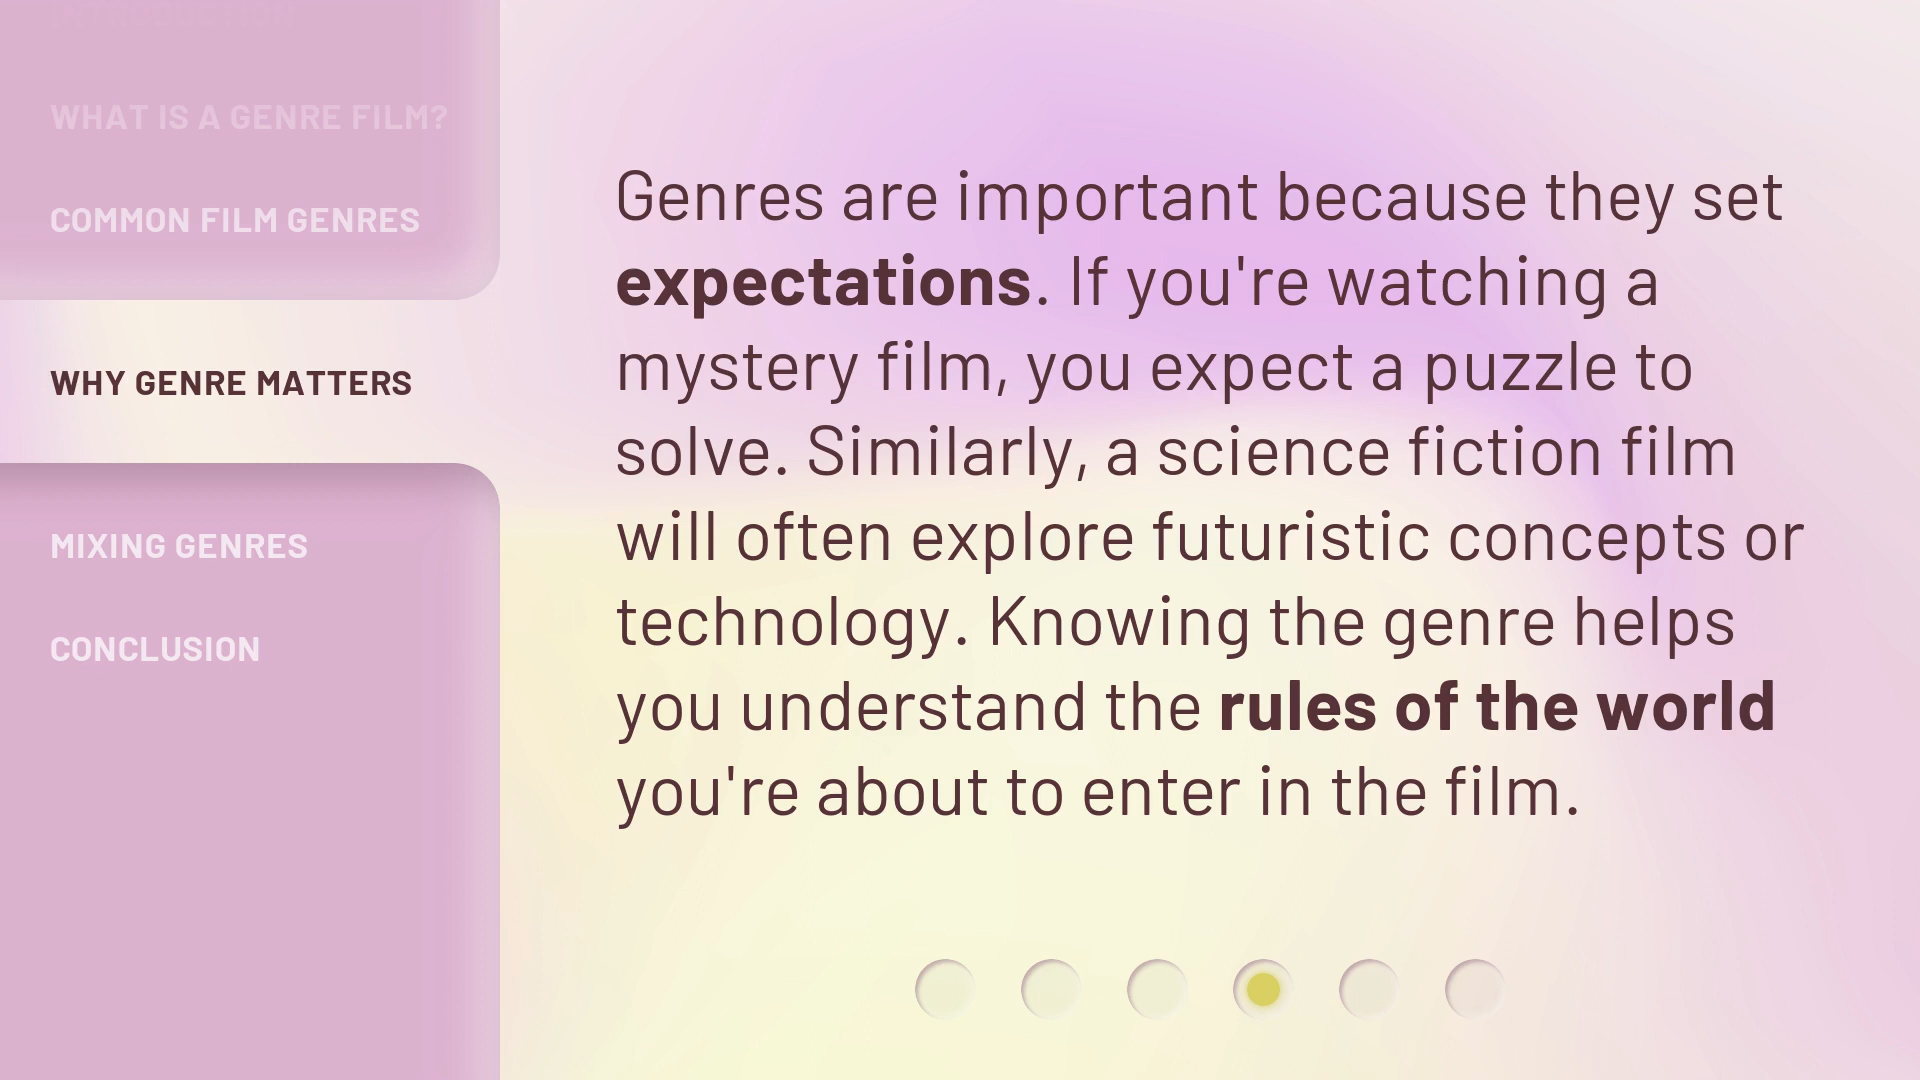 INTRODUCTION
WHAT IS A GENRE FILM?
COMMON FILM GENRES
WHY GENRE MATTERS
MIXING GENRES
CONCLUSION
Genres are important because they set
expectations. If you're watching a
mystery film, you expect a puzzle to
solve. Similarly, a science fiction film
will often explore futuristic concepts or
technology. Knowing the genre helps
you understand the rules of the world
you're about to enter in the film.